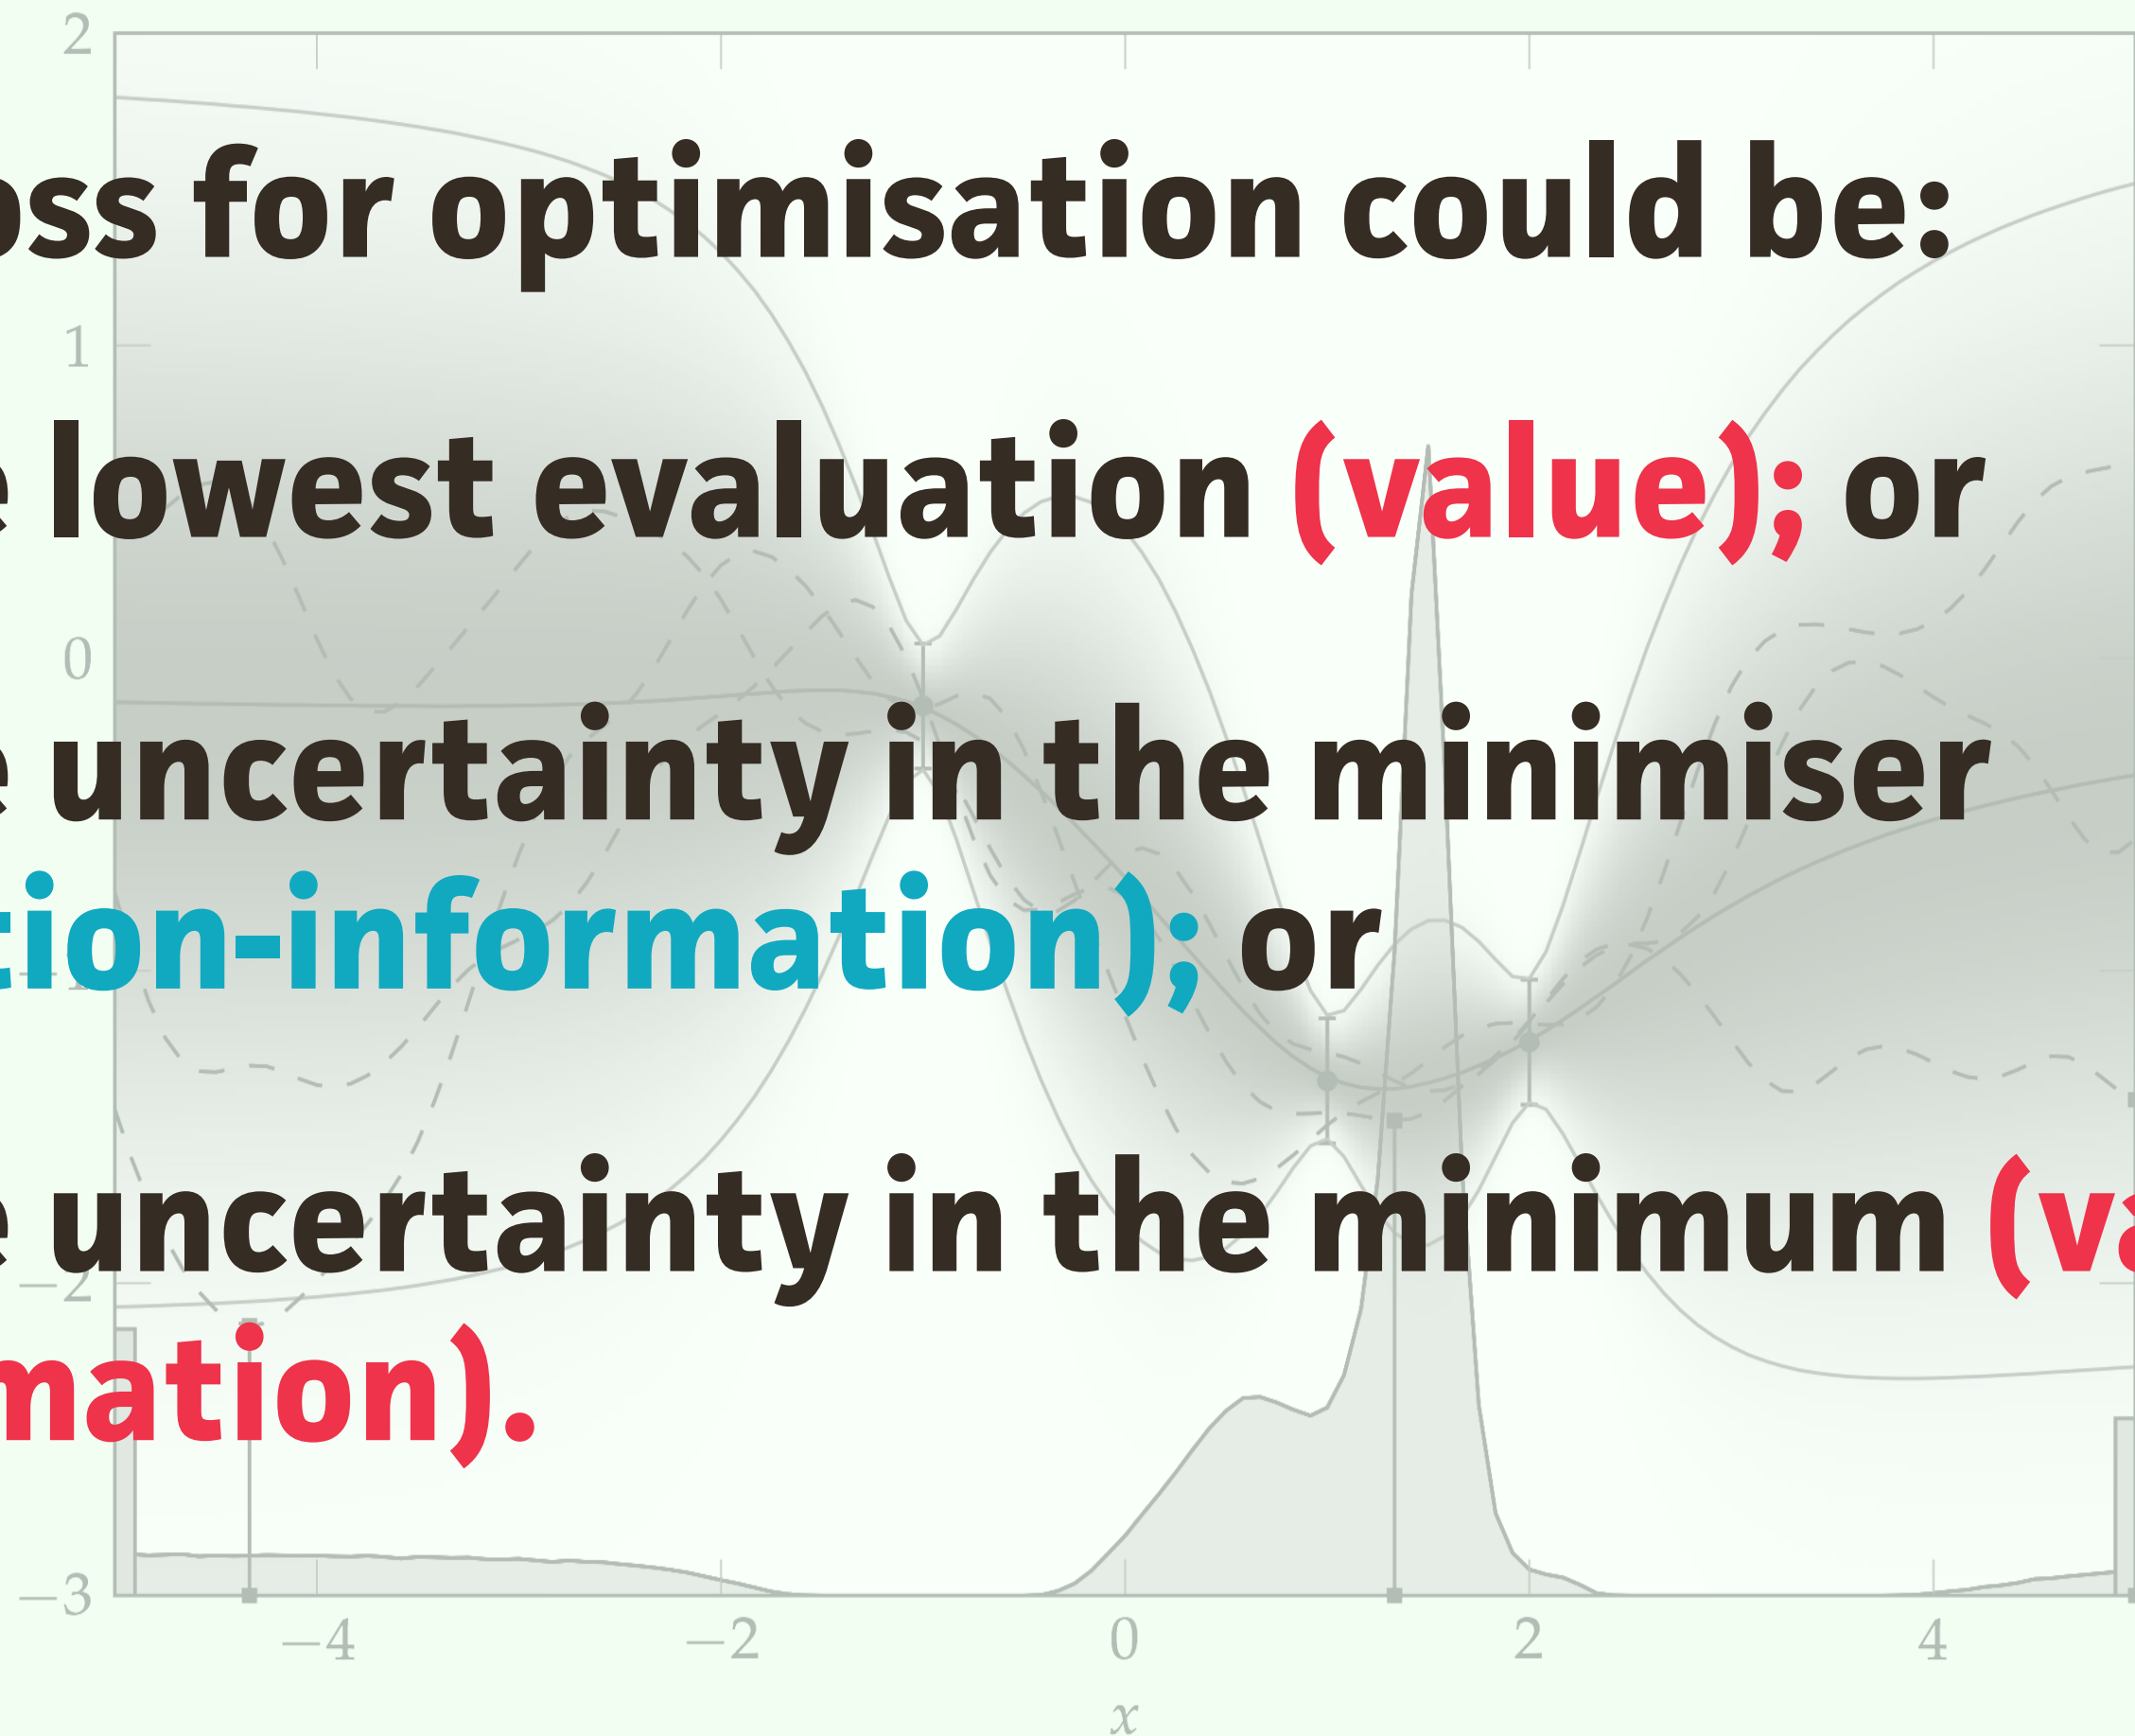 2
ss for optimisation could be:
1
lowest evaluation (value); or
0
uncertainty in the minimiser
tion-information); or
uncertainty in the minimum (va
−2
mation).
−3
−4 −2 0 2 4
x